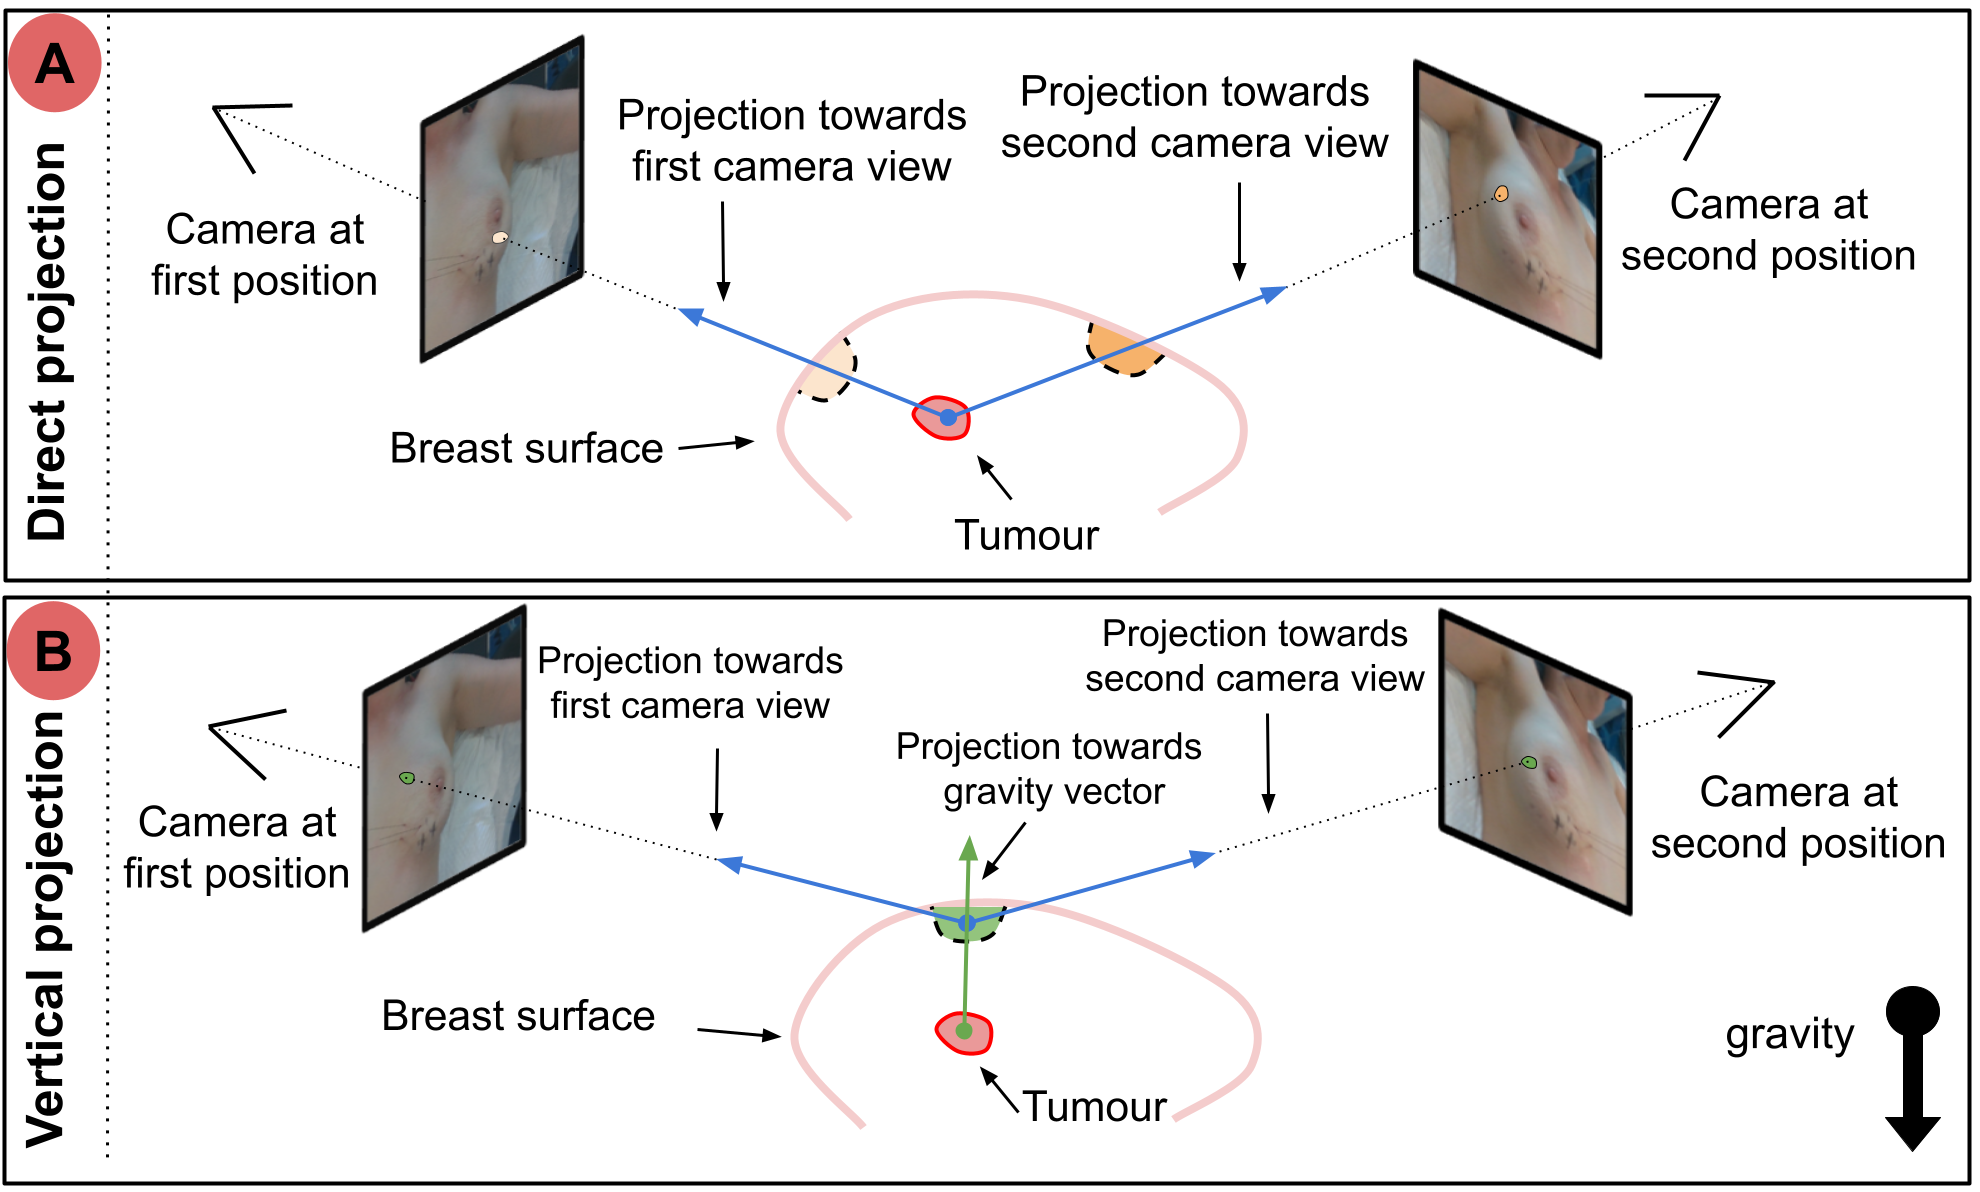 A
Direct projection
Projection towards
first camera view
Projection towards
second camera view
Camera at
first position
Camera at
second position
Breast surface
Tumour
B
Vertical projection
Projection towards
first camera view
Projection towards
second camera view
Projection towards
gravity vector
Camera at
first position
Camera at
second position
Breast surface
Tumour
gravity